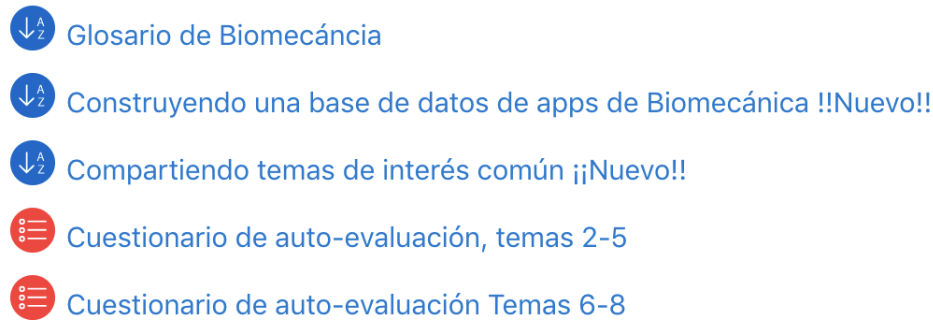 Glosario de Biomecáncia
Construyendo una base de datos de apps de Biomecánica !!Nuevo!!
Compartiendo temas de interés común ¡¡Nuevo!!
Cuestionario de auto-evaluación, temas 2-5
Cuestionario de auto-evaluación Temas 6-8